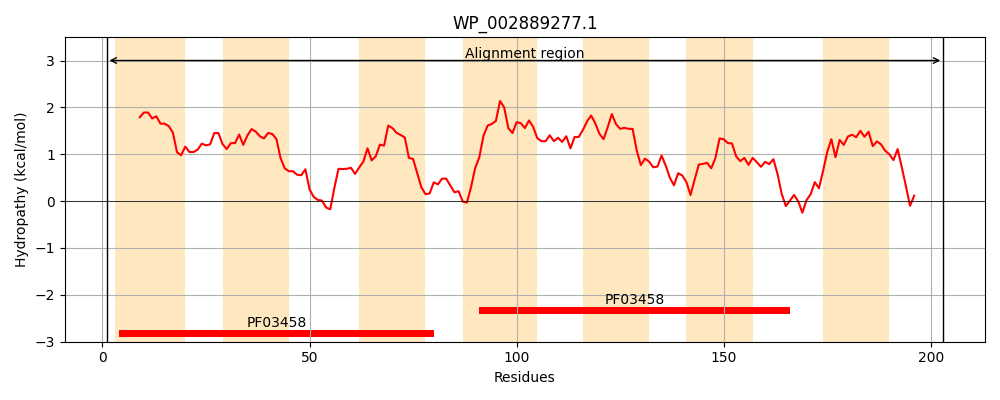 WP_002889277.1
Alignment region
PF03458
PF03458
3
2
1
0
−1
−2
−3
Hydropathy (kcal/mol)
0 50 100 150 200
Residues